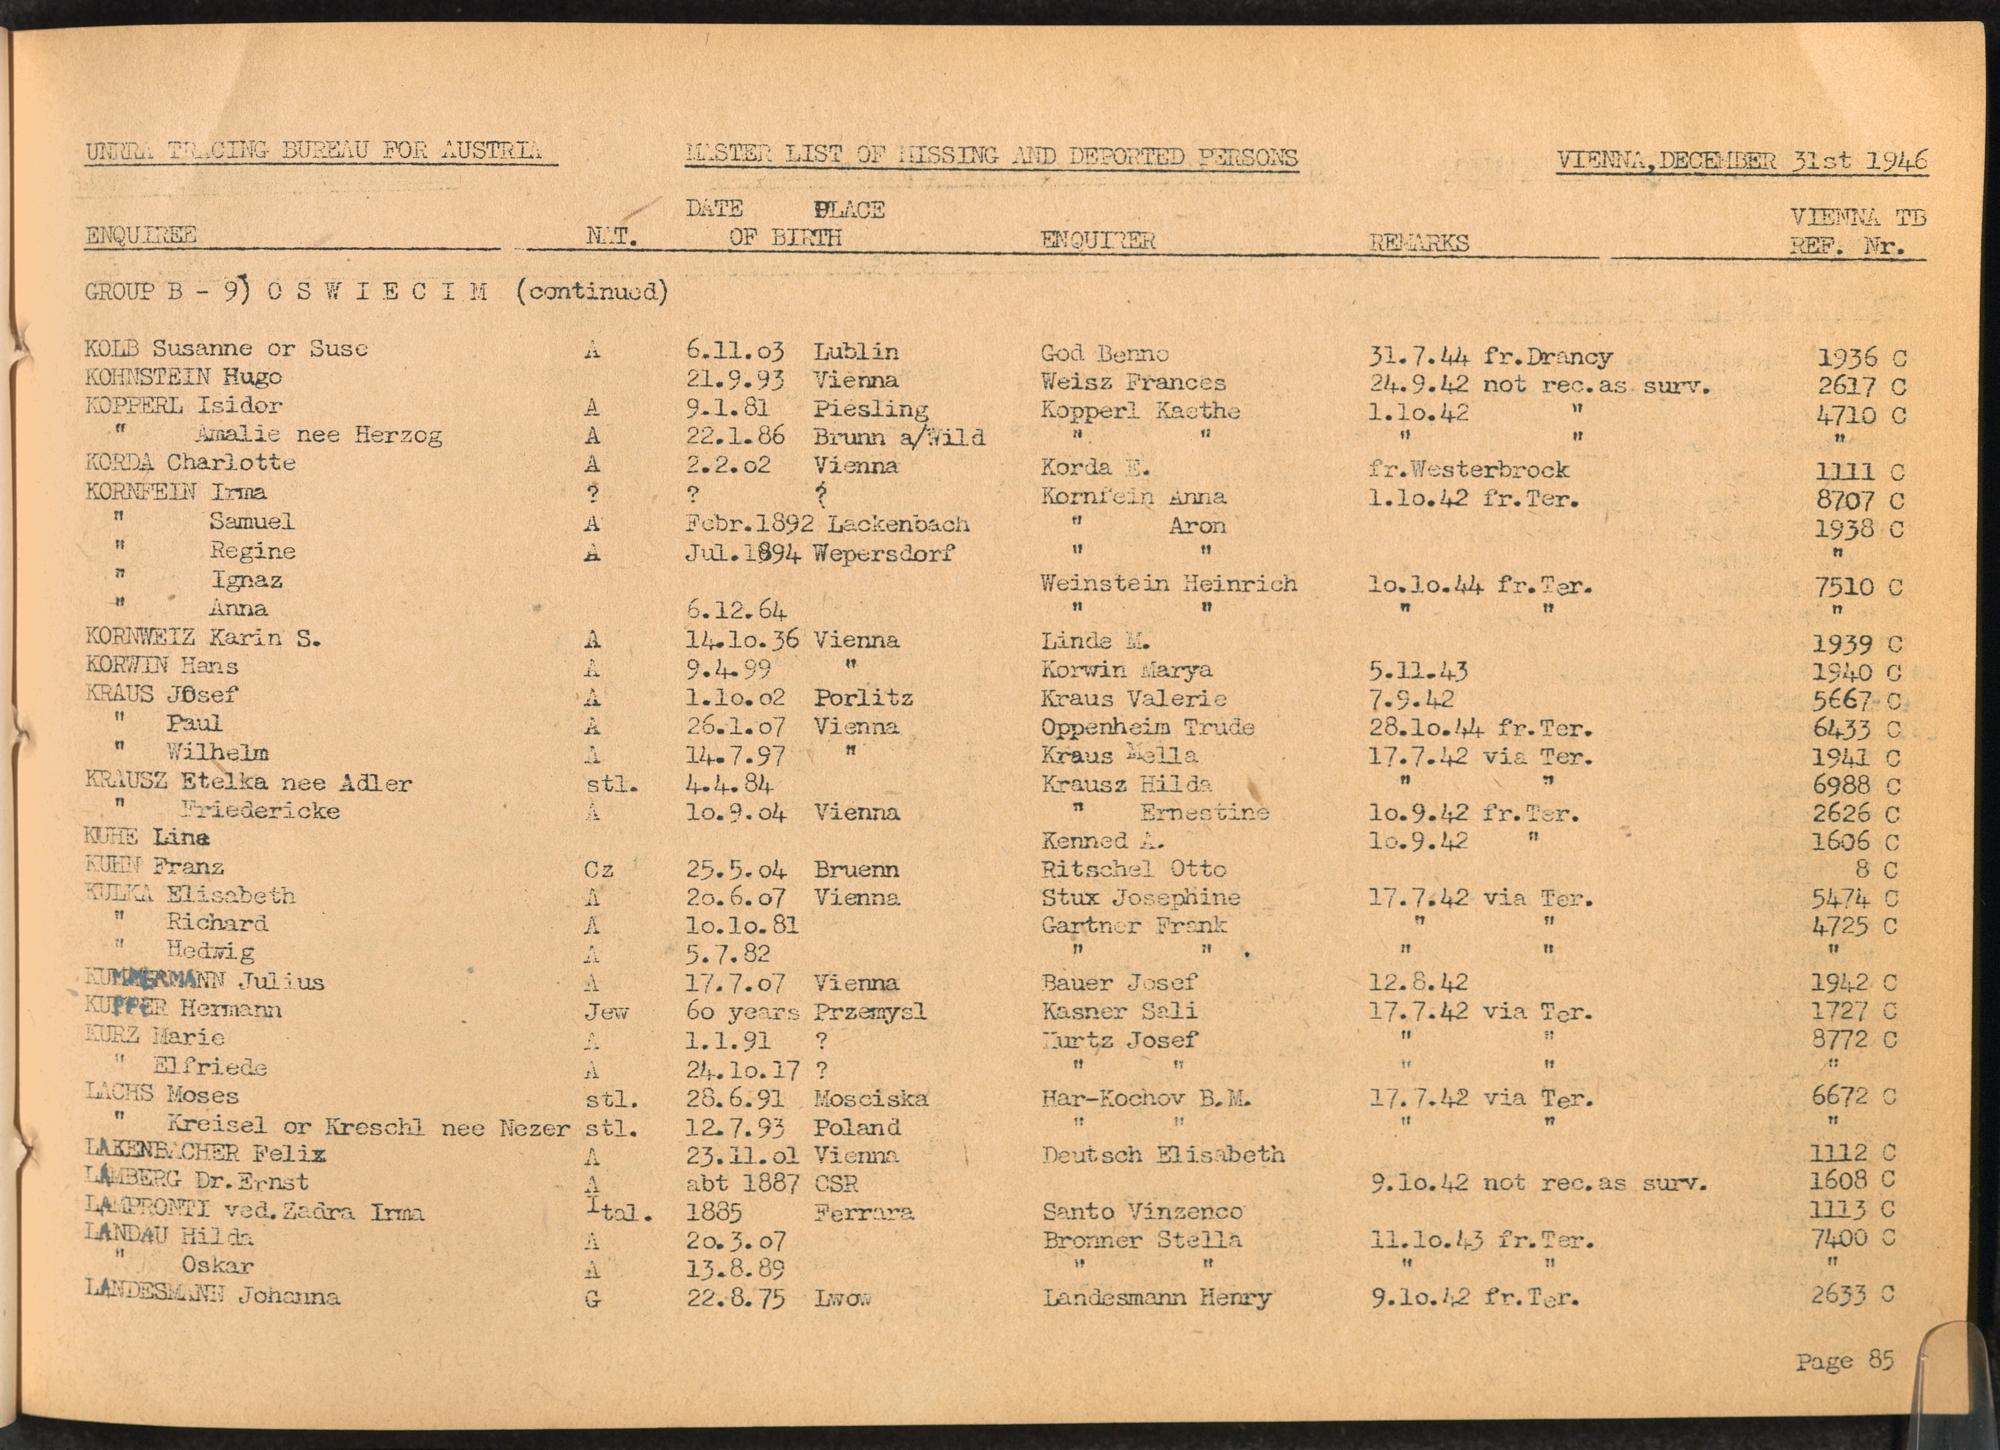 UNRRA TRACING BUREAU FOR AUSTRIA MASTER LIST OF MISSING AND DEPORTED PERSONS VIENNA, DECEMBER 31st 1946
DATE PLACE VIENNA TB
ENQUIREE NAT. OF BIRTH ENQUIRER REMARKS REF. Nr.
GROUP B - 9) O S W I E C I M (continued)
KOLB Susanne or Suse A 6.11.o3 Lublin God Benno 31.7.44 fr.Drancy 1936 C
KOHNSTEIN Hugo 21.9.93 Vienna Weisz Frances 24.9.42 not rec.as surv. 2617 C
KOPPERL Isidor A 9.1.81 Piesling Kopperl Kaethe 1.1o.42 " 4710 C
" Amalie nee Herzog A 22.1.86 Brunn a/Wild " " " " "
KORDA Charlotte A 2.2.o2 Vienna Korda E. fr.Westerbrock 1111 C
KORNFEIN Irma ? ? ? Kornfein Anna 1.1o.42 fr.Ter. 8707 C
" Samuel A Febr.1892 Lackenbach " Aron 1938 C
" Regine A Jul.1894 Wepersdorf " " "
" Ignaz Weinstein Heinrich 1o.1o.44 fr.Ter. 7510 C
" Anna 6.12.64 " " " " "
KORNWEIZ Karin S. A 14.1o.36 Vienna Linde M. 1939 C
KORWIN Hans A 9.4.99 " Korwin Marya 5.11.43 1940 C
KRAUS Josef A 1.1o.o2 Porlitz Kraus Valerie 7.9.42 5667 C
" Paul A 26.1.o7 Vienna Oppenheim Trude 28.1o.44 fr.Ter. 6433 C
" Wilhelm A 14.7.97 " Kraus Mella 17.7.42 via Ter. 1941 C
KRAUSZ Etelka nee Adler stl. 4.4.84 Krausz Hilda " " 6988 C
" Friedericke A 1o.9.o4 Vienna " Ernestine 1o.9.42 fr.Ter. 2626 C
KUHE Lina Kenned A. 1o.9.42 " 1606 C
KUHN Franz Cz 25.5.o4 Bruenn Ritschel Otto 8 C
KULKA Elisabeth A 2o.6.o7 Vienna Stux Josephine 17.7.42 via Ter. 5474 C
" Richard A 1o.1o.81 Gartner Frank " " 4725 C
" Hedwig A 5.7.82 " " . " " "
KUMMERMANN Julius A 17.7.o7 Vienna Bauer Josef 12.8.42 1942 C
KUPPER Hermann Jew 6o years Przemysl Kasner Sali 17.7.42 via Ter. 1727 C
KURZ Marie A 1.1.91 ? Kurtz Josef " " 8772 C
" Elfriede A 24.1o.17 ? " " " " "
LACHS Moses stl. 28.6.91 Mosciska Har-Kochov B.M. 17.7.42 via Ter. 6672 C
" Kreisel or Kreschl nee Nezer stl. 12.7.93 Poland " " " " "
LAKENBACHER Felix A 23.11.o1 Vienna Deutsch Elisabeth 1112 C
LAMBERG Dr.Ernst A abt 1887 CSR 9.1o.42 not rec.as surv. 1608 C
LAMPRONTI ved.Zadra Irma Ital. 1885 Ferrara Santo Vinzenco 1113 C
LANDAU Hilda A 2o.3.o7 Bronner Stella 11.1o.43 fr.Ter. 7400 C
" Oskar A 13.8.89 " " " " "
LANDESMANN Johanna G 22.8.75 Lwow Landesmann Henry 9.1o.42 fr.Ter. 2633 C
Page 85